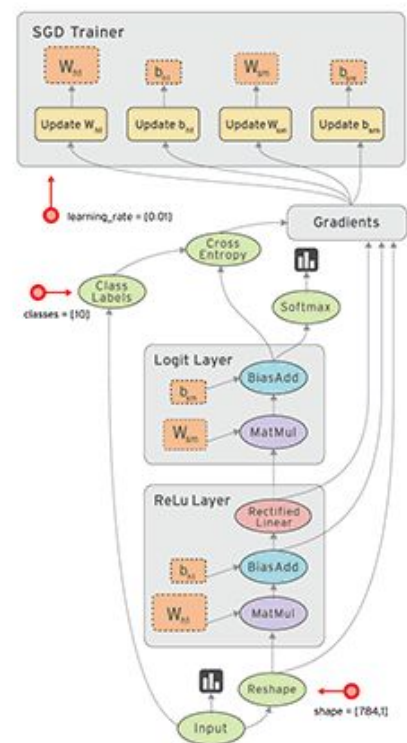 SGD Trainer
W_hl b_hl W_sm b_sm
Update W_hl Update b_hl Update W_sm Update b_sm
learning_rate = [0.01]
Gradients
Cross
Entropy
Class
Labels
classes = [10]
Softmax
Logit Layer
b_sm BiasAdd
W_sm MatMul
ReLu Layer
Rectified
Linear
b_hl BiasAdd
W_hl MatMul
Reshape
shape = [784,1]
Input